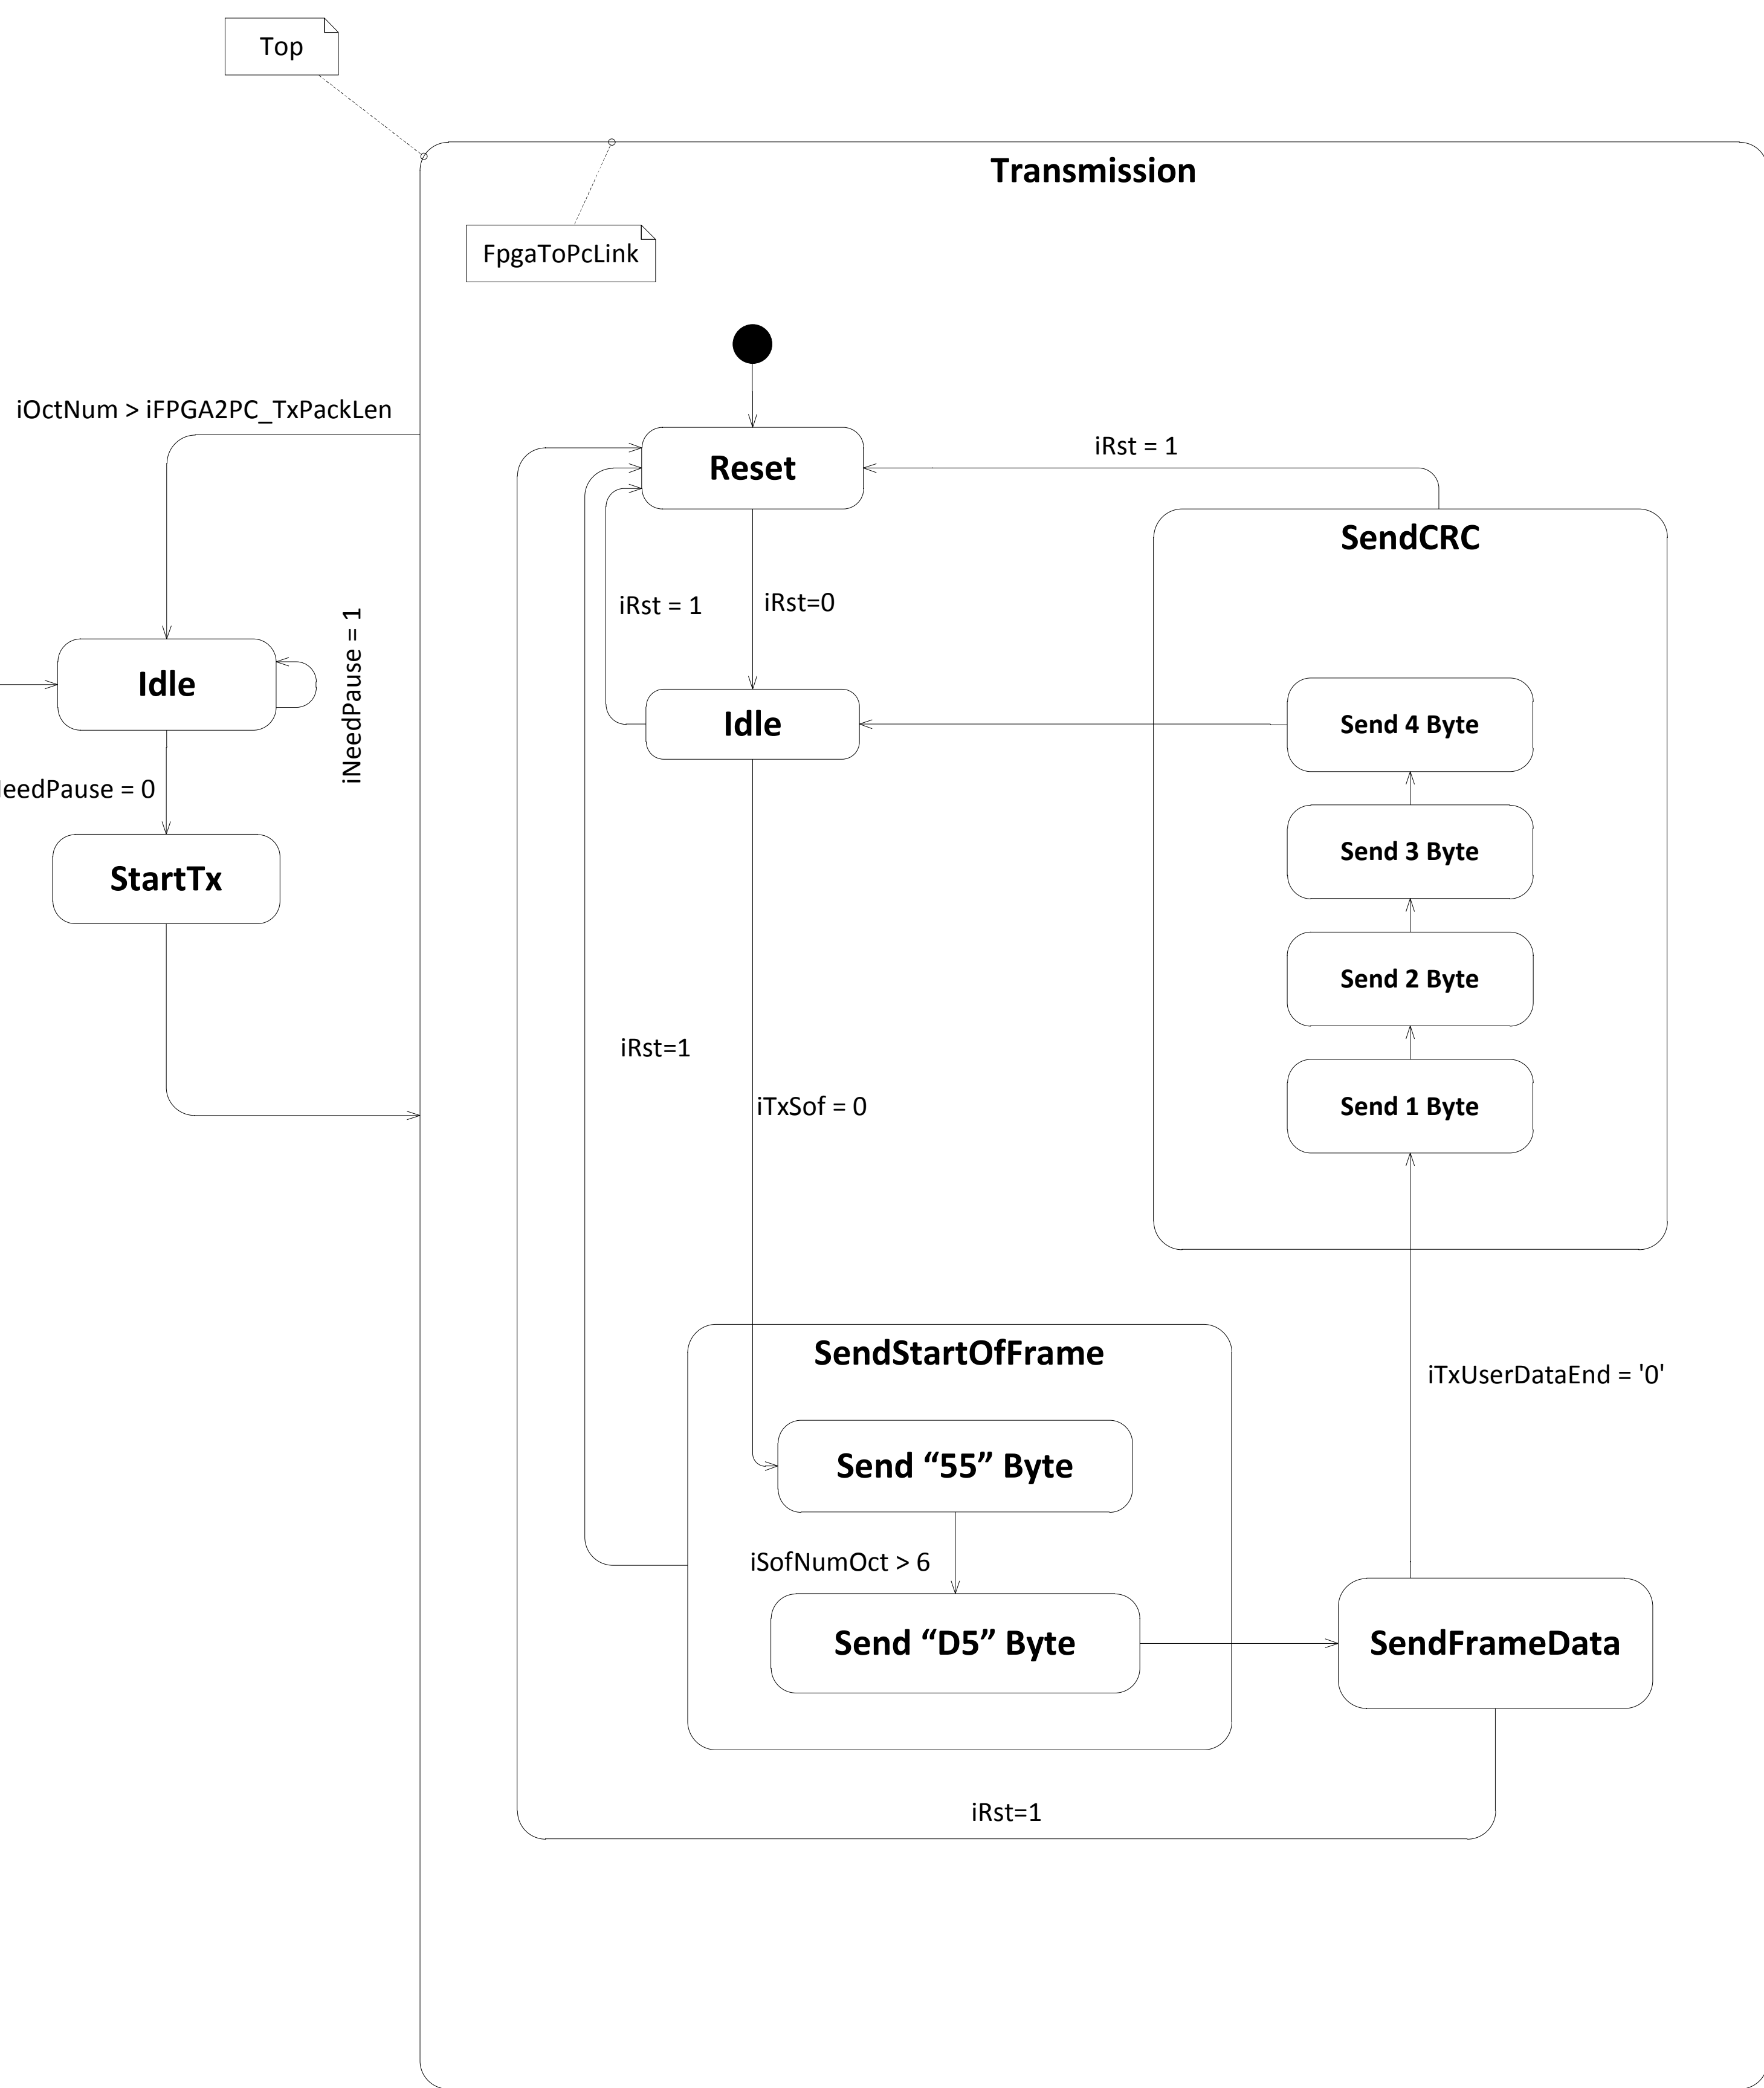 Top
Transmission
FpgaToPcLink
iOctNum > iFPGA2PC_TxPackLen
Reset
iRst = 1
SendCRC
iRst = 1
iRst=0
iNeedPause = 1
Idle
Idle
Send 4 Byte
eedPause = 0
Send 3 Byte
StartTx
Send 2 Byte
iRst=1
iTxSof = 0
Send 1 Byte
SendStartOfFrame
iTxUserDataEnd = '0'
Send “55” Byte
iSofNumOct > 6
Send “D5” Byte
SendFrameData
iRst=1